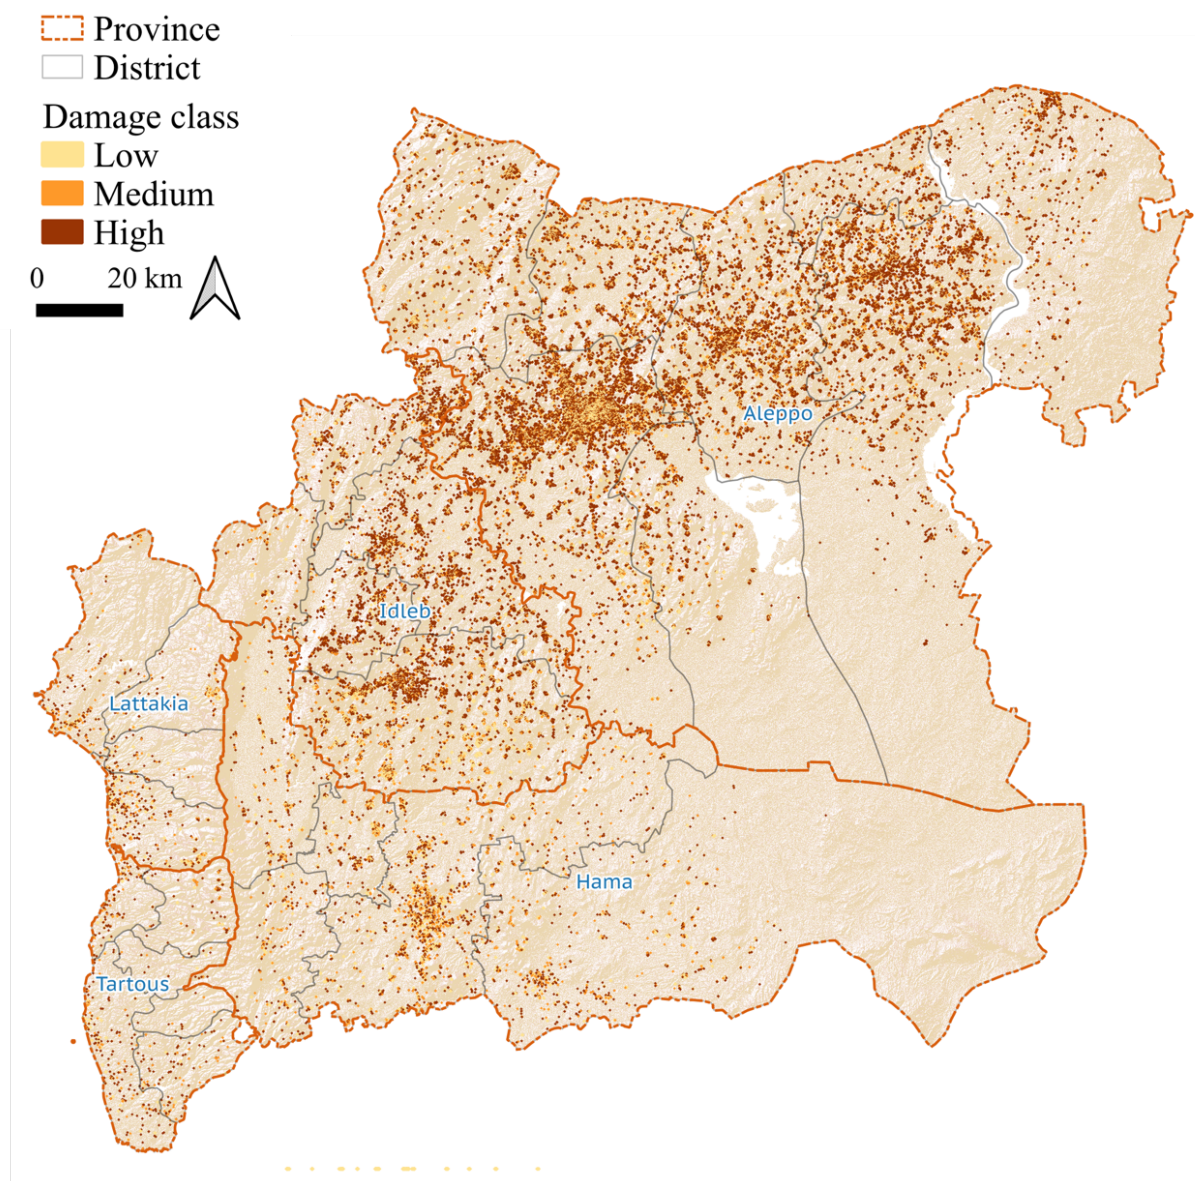 Province
District
Damage class
Low
Medium
High
0 20 km
Aleppo
Idleb
Lattakia
Hama
Tartous